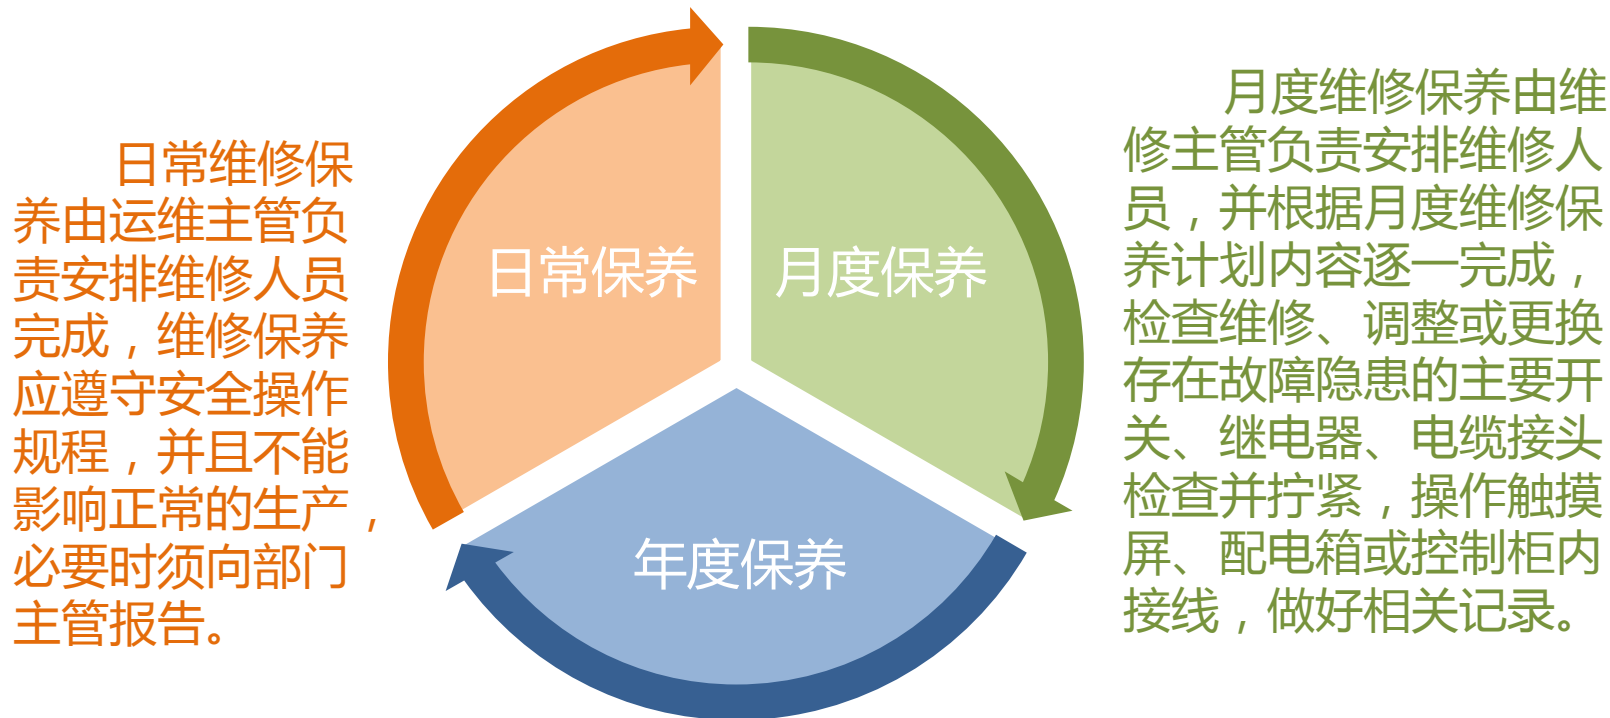 日常维修保
养由运维主管负
责安排维修人员
完成，维修保养
应遵守安全操作
规程，并且不能
影响正常的生产，
必要时须向部门
主管报告。
日常保养
月度保养
年度保养
月度维修保养由维
修主管负责安排维修人
员，并根据月度维修保
养计划内容逐一完成，
检查维修、调整或更换
存在故障隐患的主要开
关、继电器、电缆接头
检查并拧紧，操作触摸
屏、配电箱或控制柜内
接线，做好相关记录。